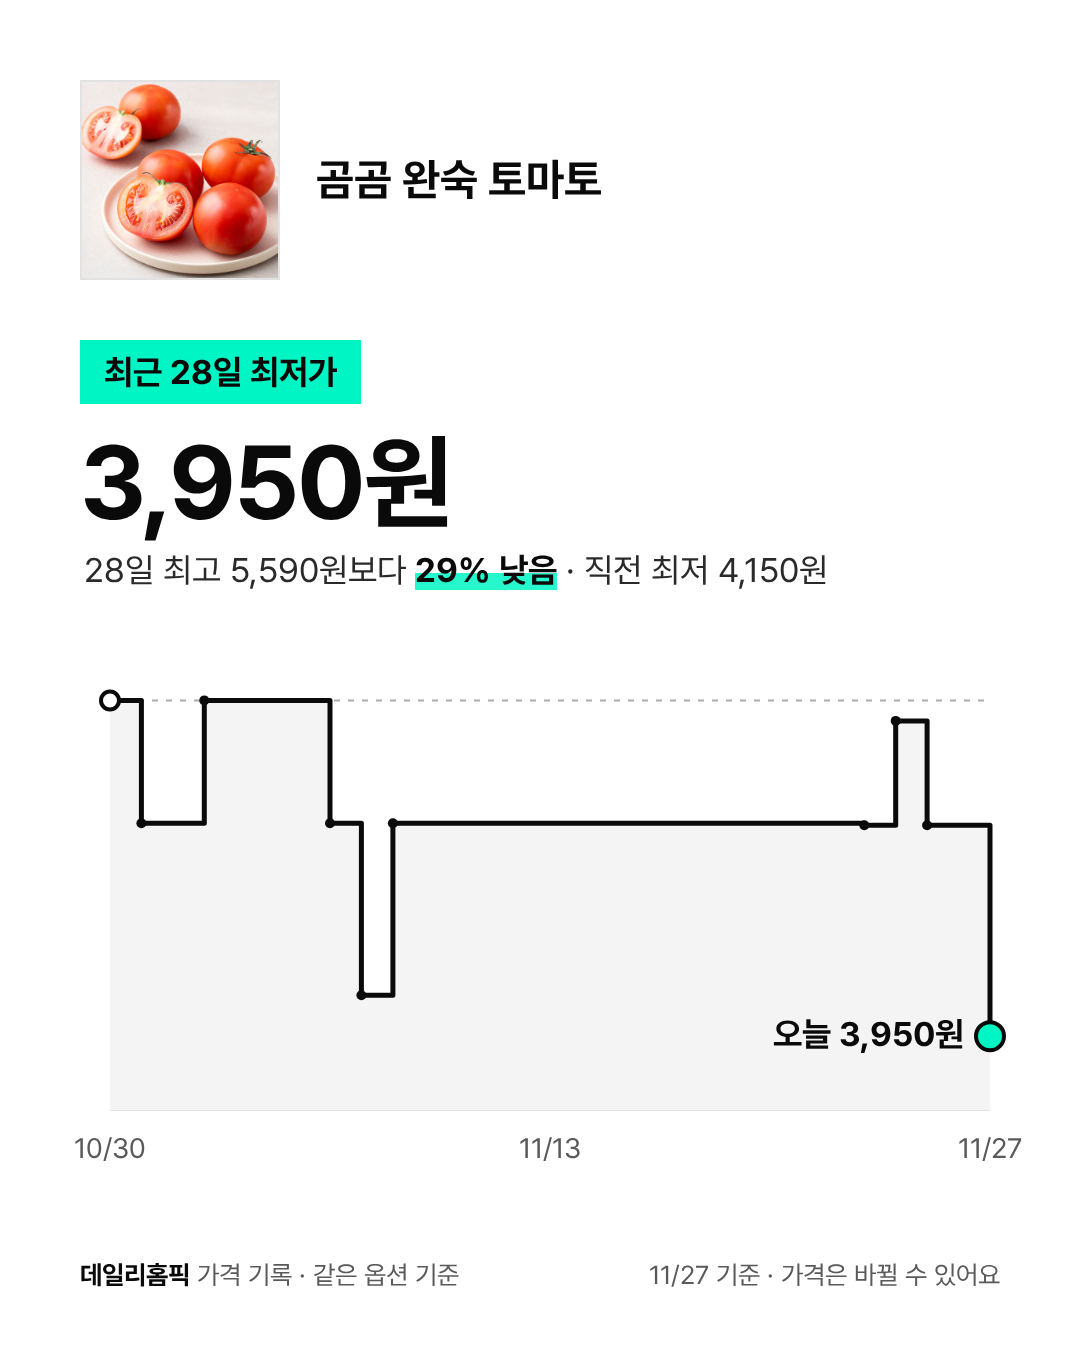 곰곰 완숙 토마토
최근 28일 최저가
3,950원
28일 최고 5,590원보다 29% 낮음 · 직전 최저 4,150원
오늘 3,950원
10/30 11/13 11/27
데일리홈픽 가격 기록 · 같은 옵션 기준 11/27 기준 · 가격은 바뀔 수 있어요